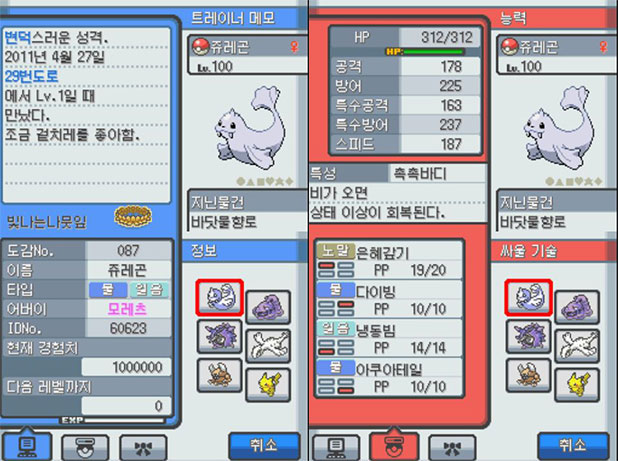 변덕스러운 성격.
2011년 4월 27일
29번도로
에서 Lv.1일 때
만났다.
조금 겉치레를 좋아함.
빛나는나뭇잎
트레이너 메모
쥬레곤 ♀
Lv.100
지닌물건
바닷물향로
도감No. 087
이름 쥬레곤
타입 물 얼음
어버이 모레츠
IDNo. 60623
현재 경험치
1000000
다음 레벨까지
0
EXP
정보
취소
HP 312/312
HP
공격 178
방어 225
특수공격 163
특수방어 237
스피드 187
특성 촉촉바디
비가 오면
상태 이상이 회복된다.
능력
쥬레곤 ♀
Lv.100
지닌물건
바닷물향로
노말 은혜갚기
PP 19/20
물 다이빙
PP 10/10
얼음 냉동빔
PP 14/14
물 아쿠아테일
PP 10/10
싸울 기술
취소